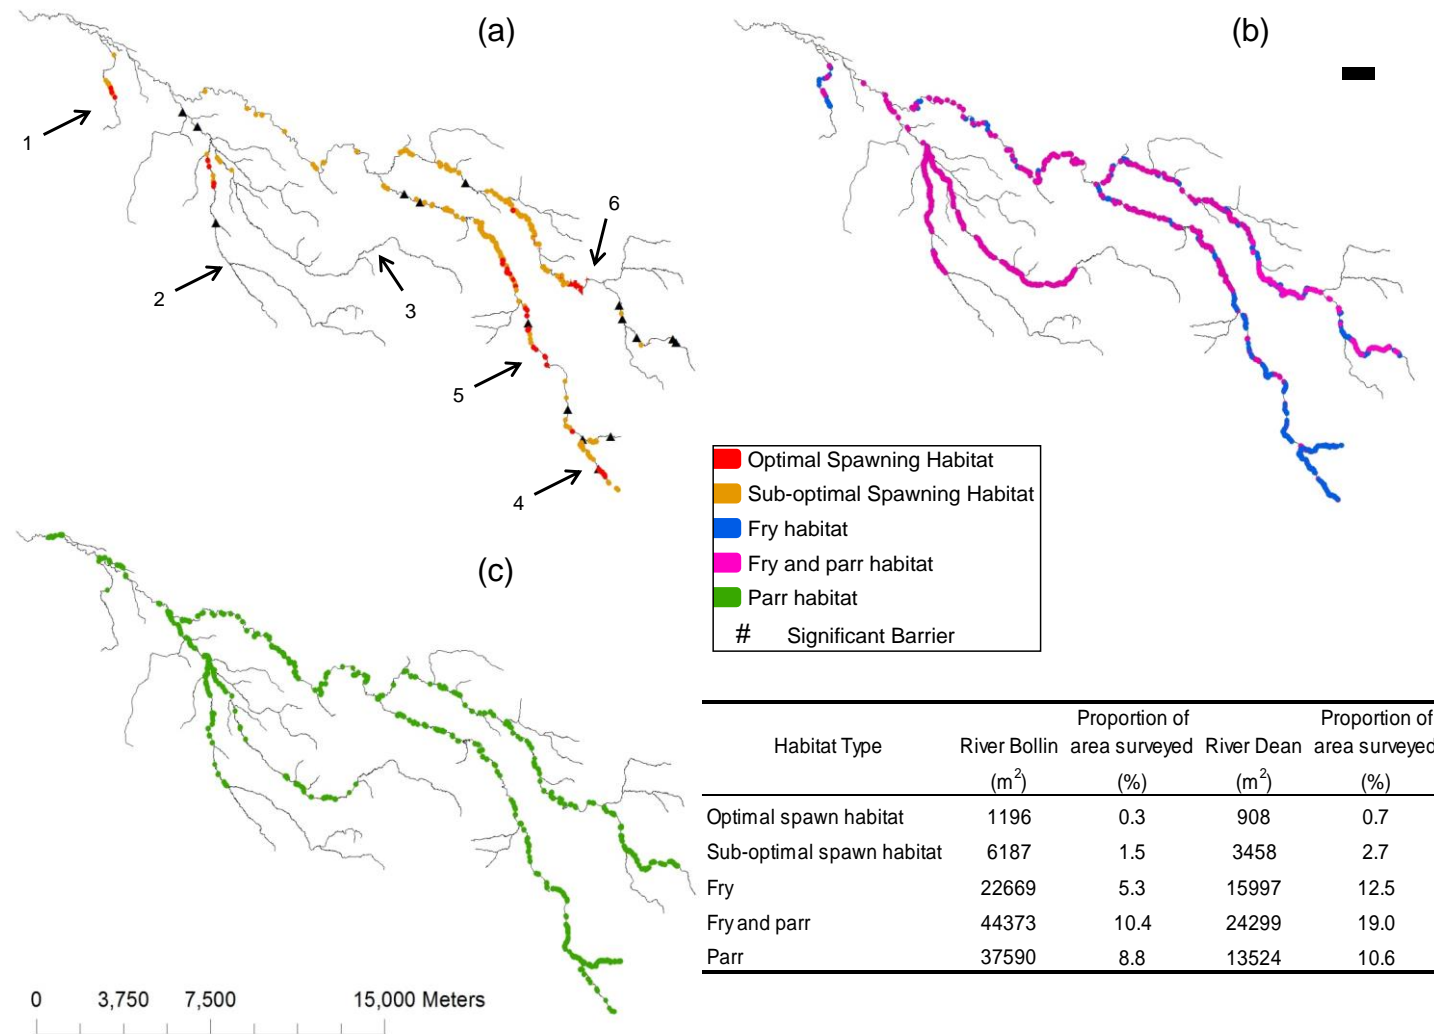 (a)
(b)
1
6
2
3
5
4
Optimal Spawning Habitat
Sub-optimal Spawning Habitat
Fry habitat
Fry and parr habitat
Parr habitat
# Significant Barrier
(c)
Habitat Type River Bollin Proportion of area surveyed River Dean Proportion of area surveyed
(m²) (%) (m²) (%)
Optimal spawn habitat 1196 0.3 908 0.7
Sub-optimal spawn habitat 6187 1.5 3458 2.7
Fry 22669 5.3 15997 12.5
Fry and parr 44373 10.4 24299 19.0
Parr 37590 8.8 13524 10.6
0 3,750 7,500 15,000 Meters